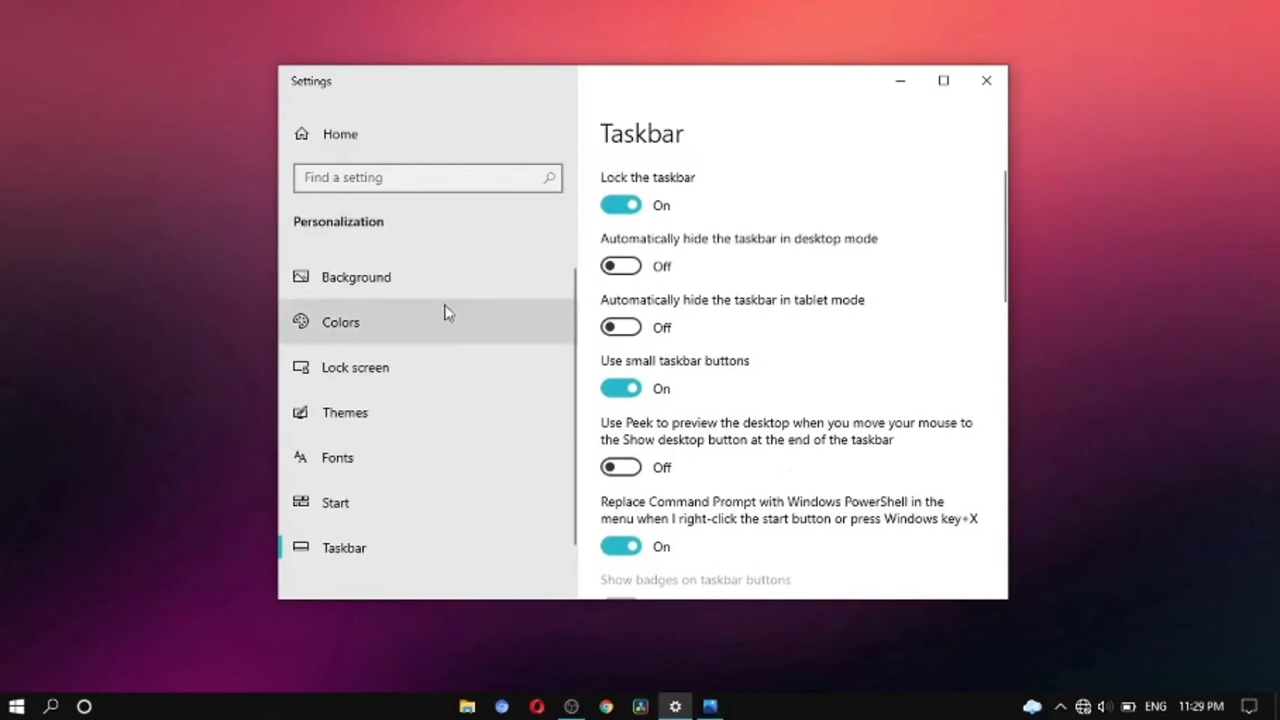 Settings
Home
Find a setting
Personalization
Background
Colors
Lock screen
Themes
Fonts
Start
Taskbar
Taskbar
Lock the taskbar
On
Automatically hide the taskbar in desktop mode
Off
Automatically hide the taskbar in tablet mode
Off
Use small taskbar buttons
On
Use Peek to preview the desktop when you move your mouse to
the Show desktop button at the end of the taskbar
Off
Replace Command Prompt with Windows PowerShell in the
menu when I right-click the start button or press Windows key+X
On
Show badges on taskbar buttons
ENG 11:29 PM